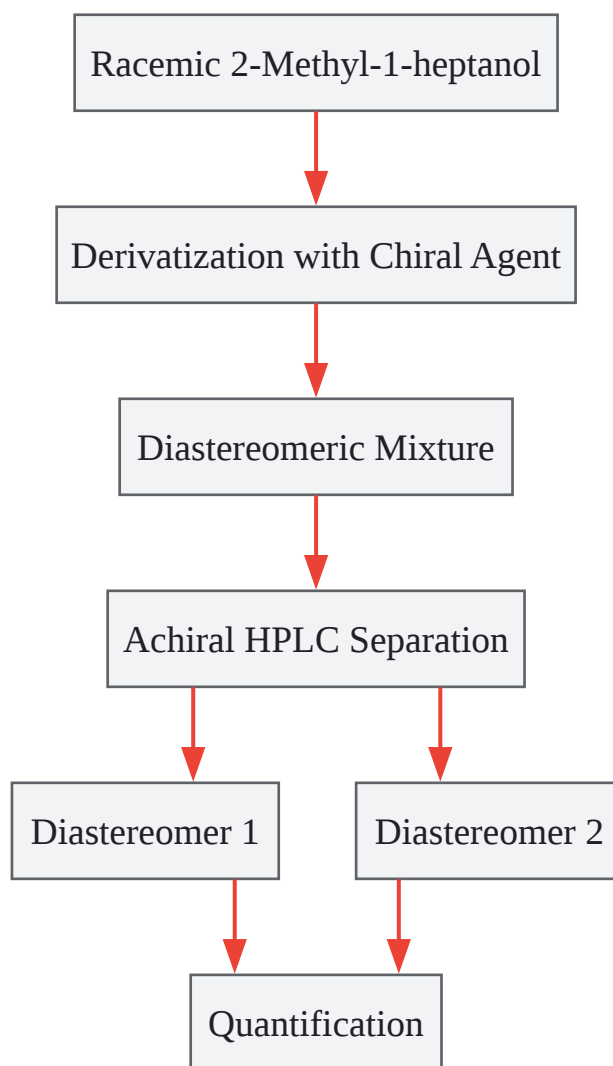 Racemic 2-Methyl-1-heptanol
Derivatization with Chiral Agent
Diastereomeric Mixture
Achiral HPLC Separation
Diastereomer 1
Diastereomer 2
Quantification